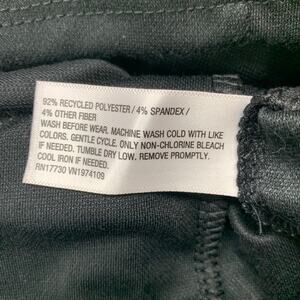 92% RECYCLED POLYESTER / 4% SPANDEX /
4% OTHER FIBER
WASH BEFORE WEAR. MACHINE WASH COLD WITH LIKE
COLORS. GENTLE CYCLE. ONLY NON-CHLORINE BLEACH
IF NEEDED. TUMBLE DRY LOW. REMOVE PROMPTLY.
COOL IRON IF NEEDED.
RN17730 VN1974109